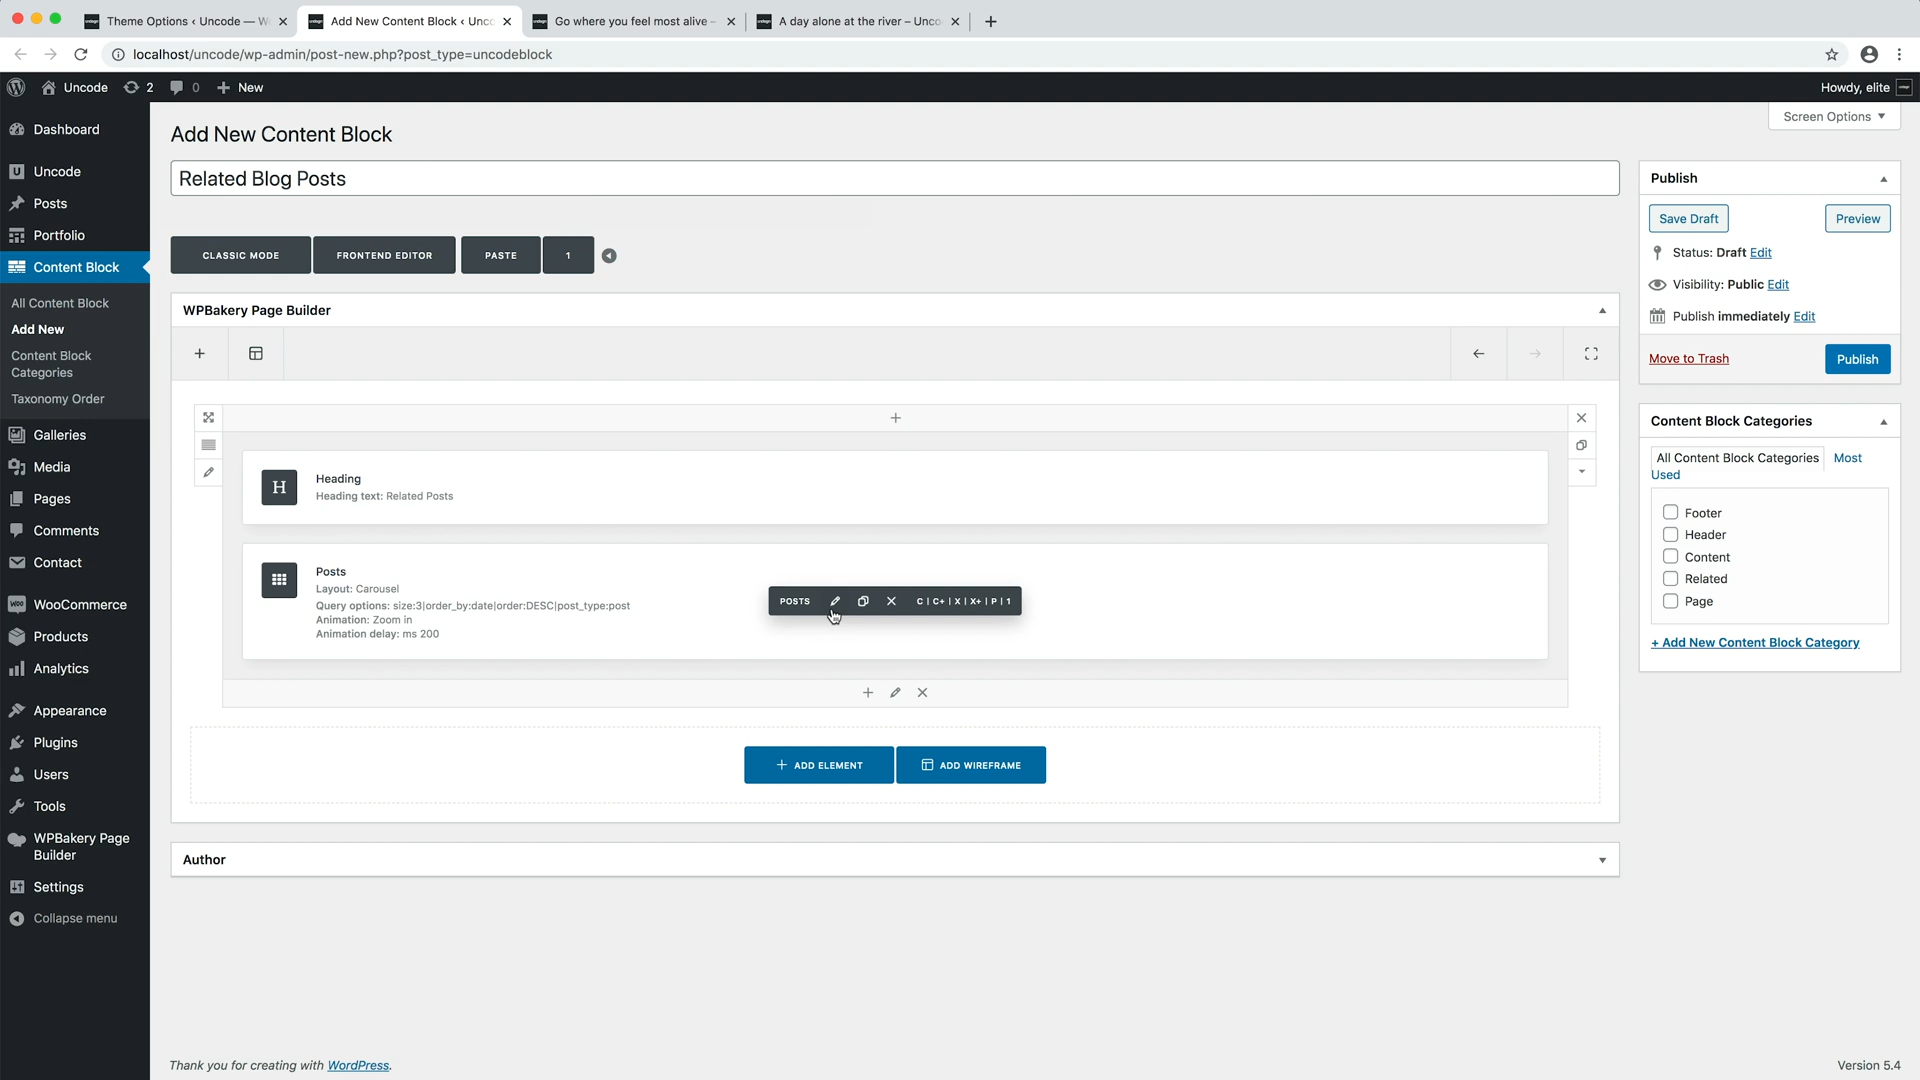 Theme Options ‹ Uncode — W
Add New Content Block ‹ Unco
Go where you feel most alive –
A day alone at the river – Unco
localhost/uncode/wp-admin/post-new.php?post_type=uncodeblock
Uncode
2
0
New
Howdy, elite
Dashboard
Uncode
Posts
Portfolio
Content Block
All Content Block
Add New
Content Block
Categories
Taxonomy Order
Galleries
Media
Pages
Comments
Contact
WooCommerce
Products
Analytics
Appearance
Plugins
Users
Tools
WPBakery Page
Builder
Settings
Collapse menu
Screen Options
Add New Content Block
Related Blog Posts
CLASSIC MODE
FRONTEND EDITOR
PASTE
1
WPBakery Page Builder
H
Heading
Heading text: Related Posts
Posts
Layout: Carousel
Query options: size:3|order_by:date|order:DESC|post_type:post
Animation: Zoom in
Animation delay: ms 200
POSTS
C | C+ | X | X+ | P | 1
ADD ELEMENT
ADD WIREFRAME
Author
Publish
Save Draft
Preview
Status: Draft Edit
Visibility: Public Edit
Publish immediately Edit
Move to Trash
Publish
Content Block Categories
All Content Block Categories
Most
Used
Footer
Header
Content
Related
Page
+ Add New Content Block Category
Thank you for creating with WordPress.
Version 5.4